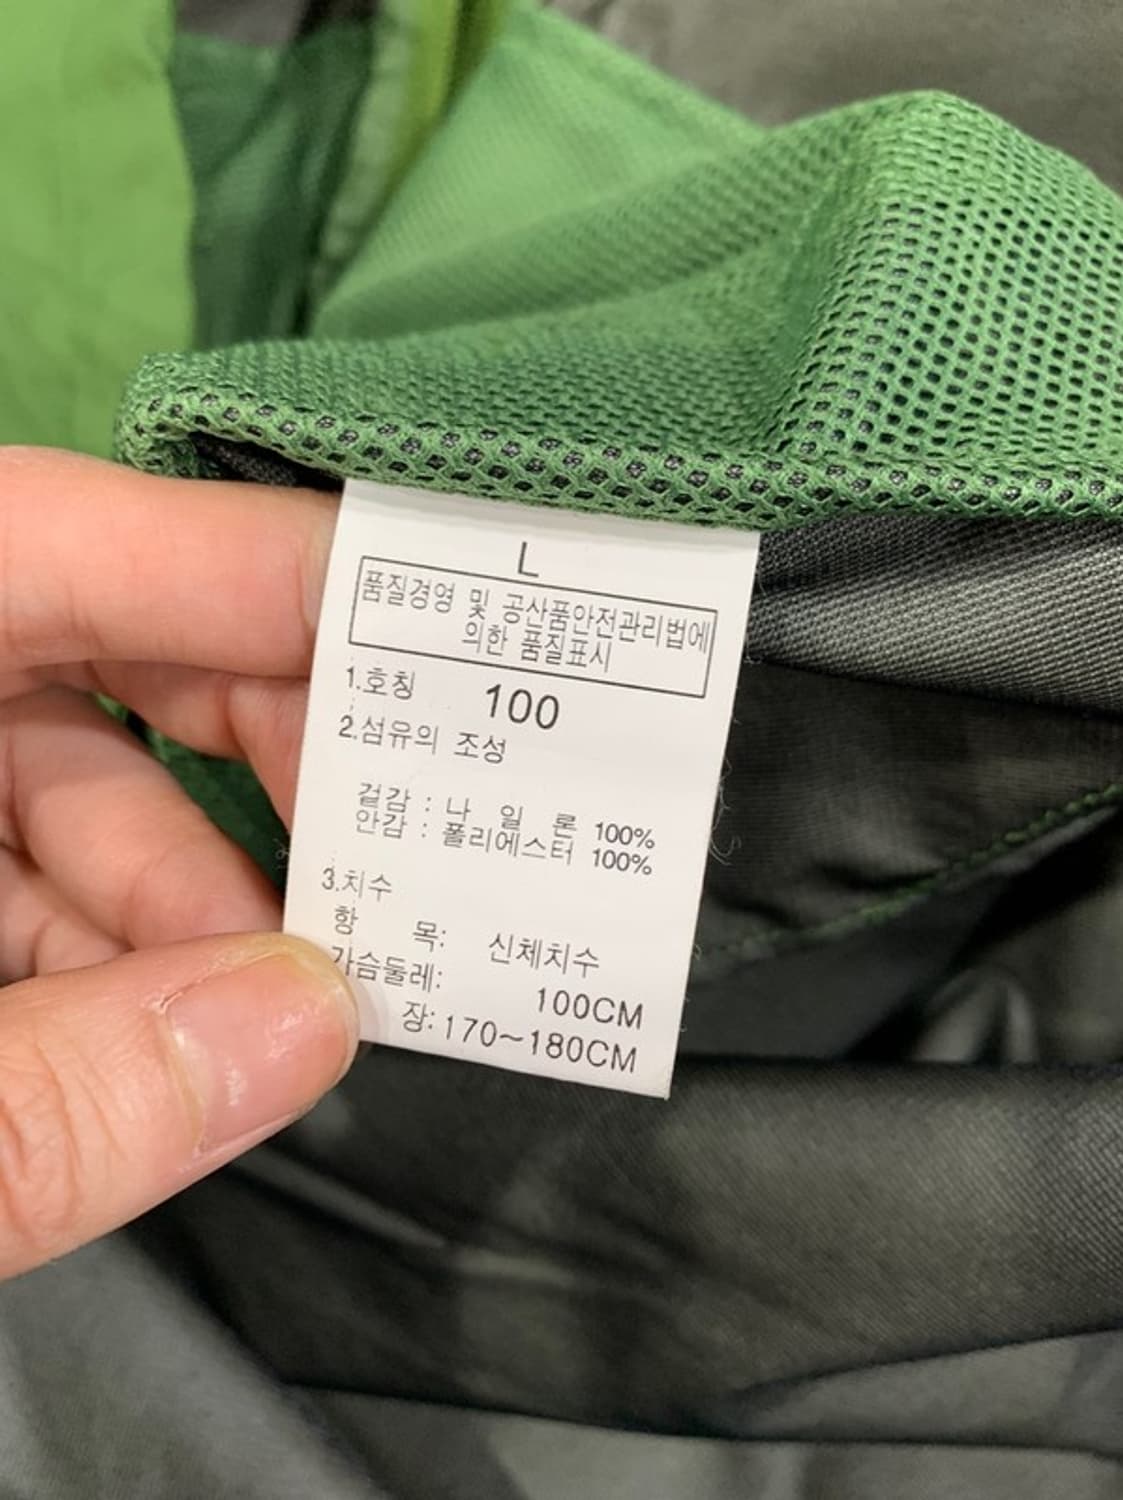 L
품질경영 및 공산품안전관리법에
의한 품질표시
1.호칭 100
2.섬유의 조성
겉감 : 나 일 론 100%
안감 : 폴리에스터 100%
3.치수
항 목: 신체치수
가슴둘레: 100CM
장: 170~180CM